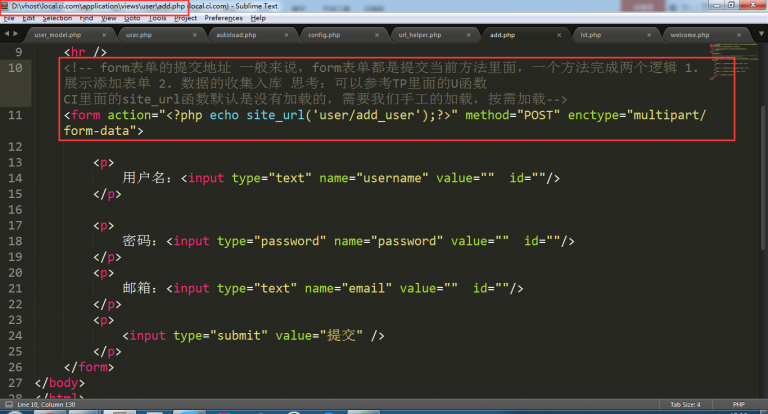 D:\vhost\local.ci.com\application\views\user\add.php (local.ci.com) - Sublime Text
File Edit Selection Find View Goto Tools Project Preferences Help
user_model.php × user.php × autoload.php × config.php × url_helper.php × add.php × lst.php × welcome.php ×
9 <hr />
10 <!-- form表单的提交地址 一般来说，form表单都是提交当前方法里面，一个方法完成两个逻辑 1.
展示添加表单 2. 数据的收集入库 思考：可以参考TP里面的U函数
CI里面的site_url函数默认是没有加载的，需要我们手工的加载，按需加载-->
11 <form action="<?php echo site_url('user/add_user');?>" method="POST" enctype="multipart/
form-data">
12
13 <p>
14 用户名：<input type="text" name="username" value="" id=""/>
15 </p>
16
17 <p>
18 密码：<input type="password" name="password" value="" id=""/>
19 </p>
20 <p>
21 邮箱：<input type="text" name="email" value="" id=""/>
22 </p>
23 <p>
24 <input type="submit" value="提交" />
25 </p>
26 </form>
27 </body>
28 </html>
Line 10, Column 130 Tab Size: 4 PHP